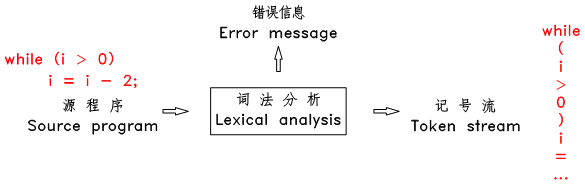 错误信息
Error message
while (i > 0)
i = i - 2;
源程序
Source program
词法分析
Lexical analysis
记号流
Token stream
while
(
i
>
0
)
i
=
...